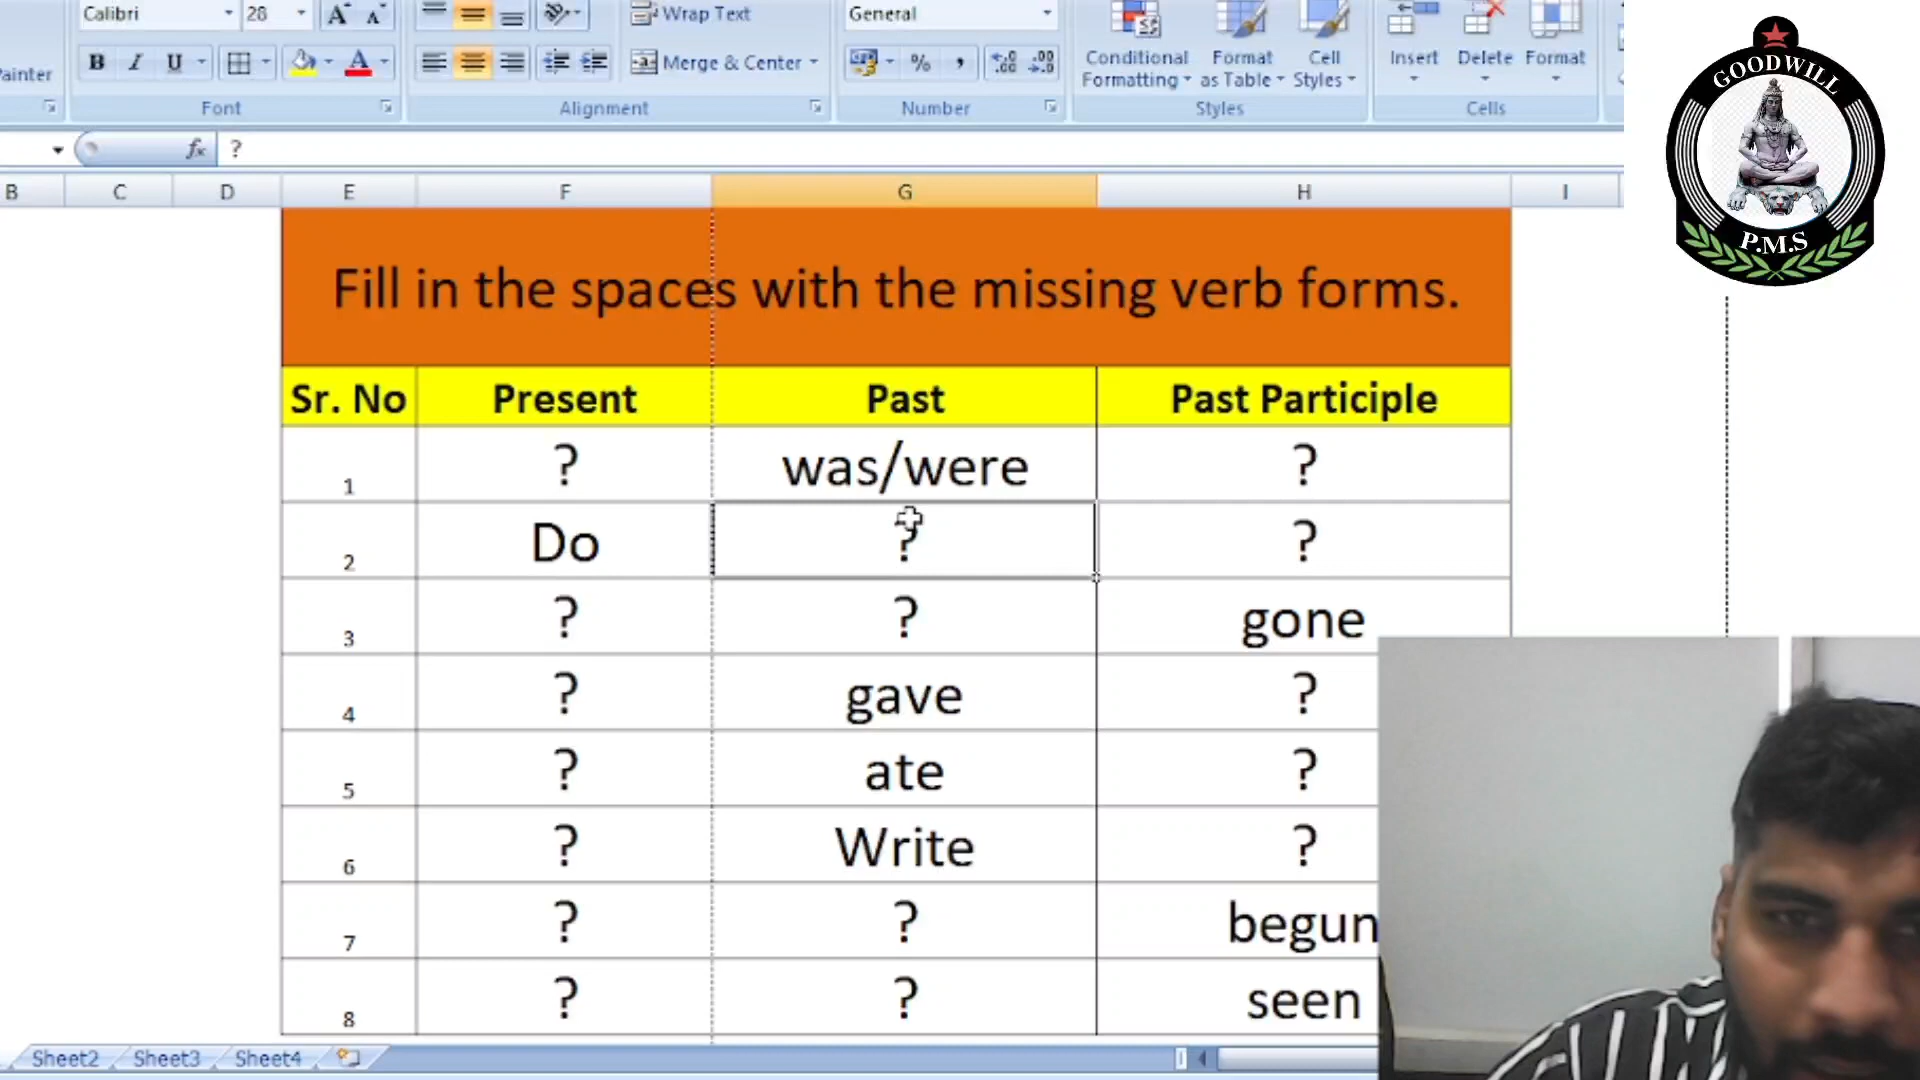 Calibri 28 A A Wrap Text General
ainter B I U A Merge & Center % , Conditional Formatting Format as Table Cell Styles Insert Delete Format
Font Alignment Number Styles Cells
fx ?
B C D E F G H I
Fill in the spaces with the missing verb forms.
Sr. No Present Past Past Participle
1 ? was/were ?
2 Do ? ?
3 ? ? gone
4 ? gave ?
5 ? ate ?
6 ? Write ?
7 ? ? begun
8 ? ? seen
Sheet2 Sheet3 Sheet4
GOODWILL
P.M.S